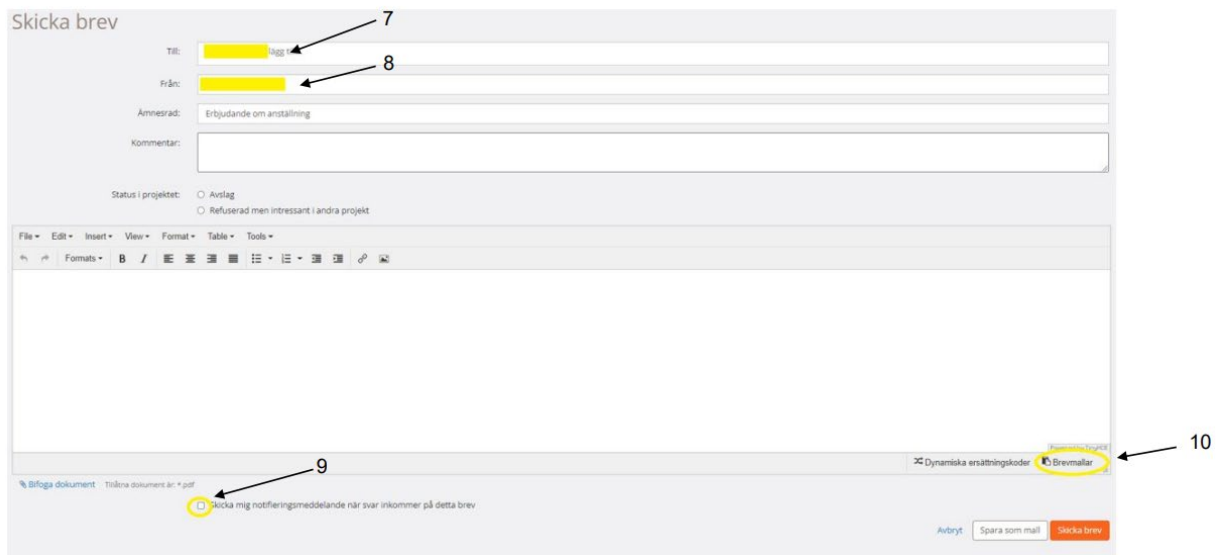 Skicka brev
7
Till: lägg ti
8
Från:
Ämnesrad: Erbjudande om anställning
Kommentar:
Status i projektet: Avslag
Refuserad men intressant i andra projekt
File Edit Insert View Format Table Tools
Formats B I
10
Dynamiska ersättningskoder Brevmallar
9
Bifoga dokument Tillåtna dokument är: *.pdf
Skicka mig notifieringsmeddelande när svar inkommer på detta brev
Avbryt Spara som mall Skicka brev